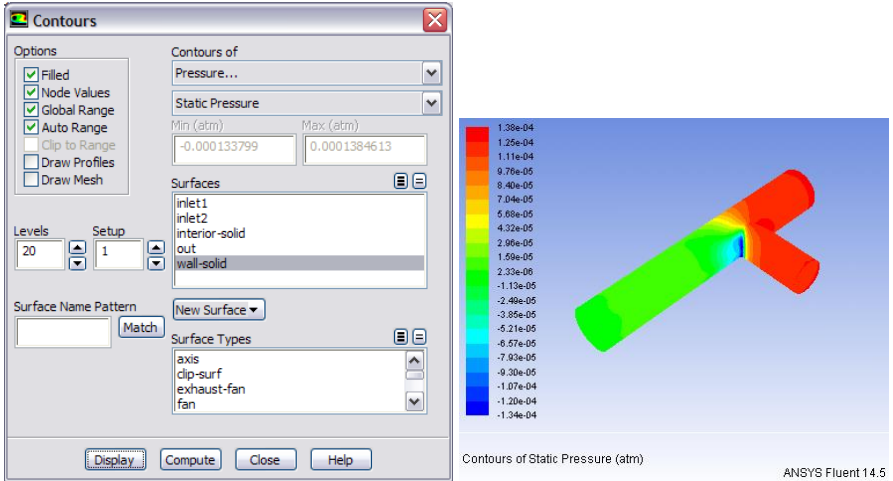 Contours
Options
Filled
Node Values
Global Range
Auto Range
Clip to Range
Draw Profiles
Draw Mesh
Levels
20
Setup
1
Surface Name Pattern
Match
Contours of
Pressure...
Static Pressure
Min (atm)
Max (atm)
-0.000133799
0.0001384613
Surfaces
inlet1
inlet2
interior-solid
out
wall-solid
New Surface
Surface Types
axis
clip-surf
exhaust-fan
fan
Display
Compute
Close
Help
1.38e-04
1.25e-04
1.11e-04
9.76e-05
8.40e-05
7.04e-05
5.68e-05
4.32e-05
2.96e-05
1.59e-05
2.33e-06
-1.13e-05
-2.49e-05
-3.85e-05
-5.21e-05
-6.57e-05
-7.93e-05
-9.30e-05
-1.07e-04
-1.20e-04
-1.34e-04
Contours of Static Pressure (atm)
ANSYS Fluent 14.5